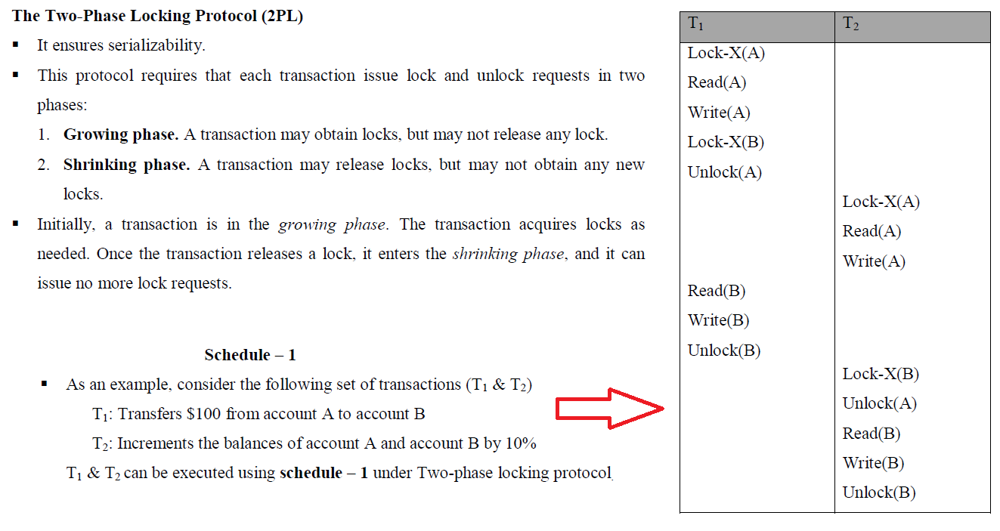 The Two-Phase Locking Protocol (2PL)
▪ It ensures serializability.
▪ This protocol requires that each transaction issue lock and unlock requests in two
phases:
1. Growing phase. A transaction may obtain locks, but may not release any lock.
2. Shrinking phase. A transaction may release locks, but may not obtain any new
locks.
▪ Initially, a transaction is in the growing phase. The transaction acquires locks as
needed. Once the transaction releases a lock, it enters the shrinking phase, and it can
issue no more lock requests.
Schedule – 1
▪ As an example, consider the following set of transactions (T₁ & T₂)
T₁: Transfers $100 from account A to account B
T₂: Increments the balances of account A and account B by 10%
T₁ & T₂ can be executed using schedule – 1 under Two-phase locking protocol.
T₁ T₂
Lock-X(A)
Read(A)
Write(A)
Lock-X(B)
Unlock(A)
Lock-X(A)
Read(A)
Write(A)
Read(B)
Write(B)
Unlock(B)
Lock-X(B)
Unlock(A)
Read(B)
Write(B)
Unlock(B)